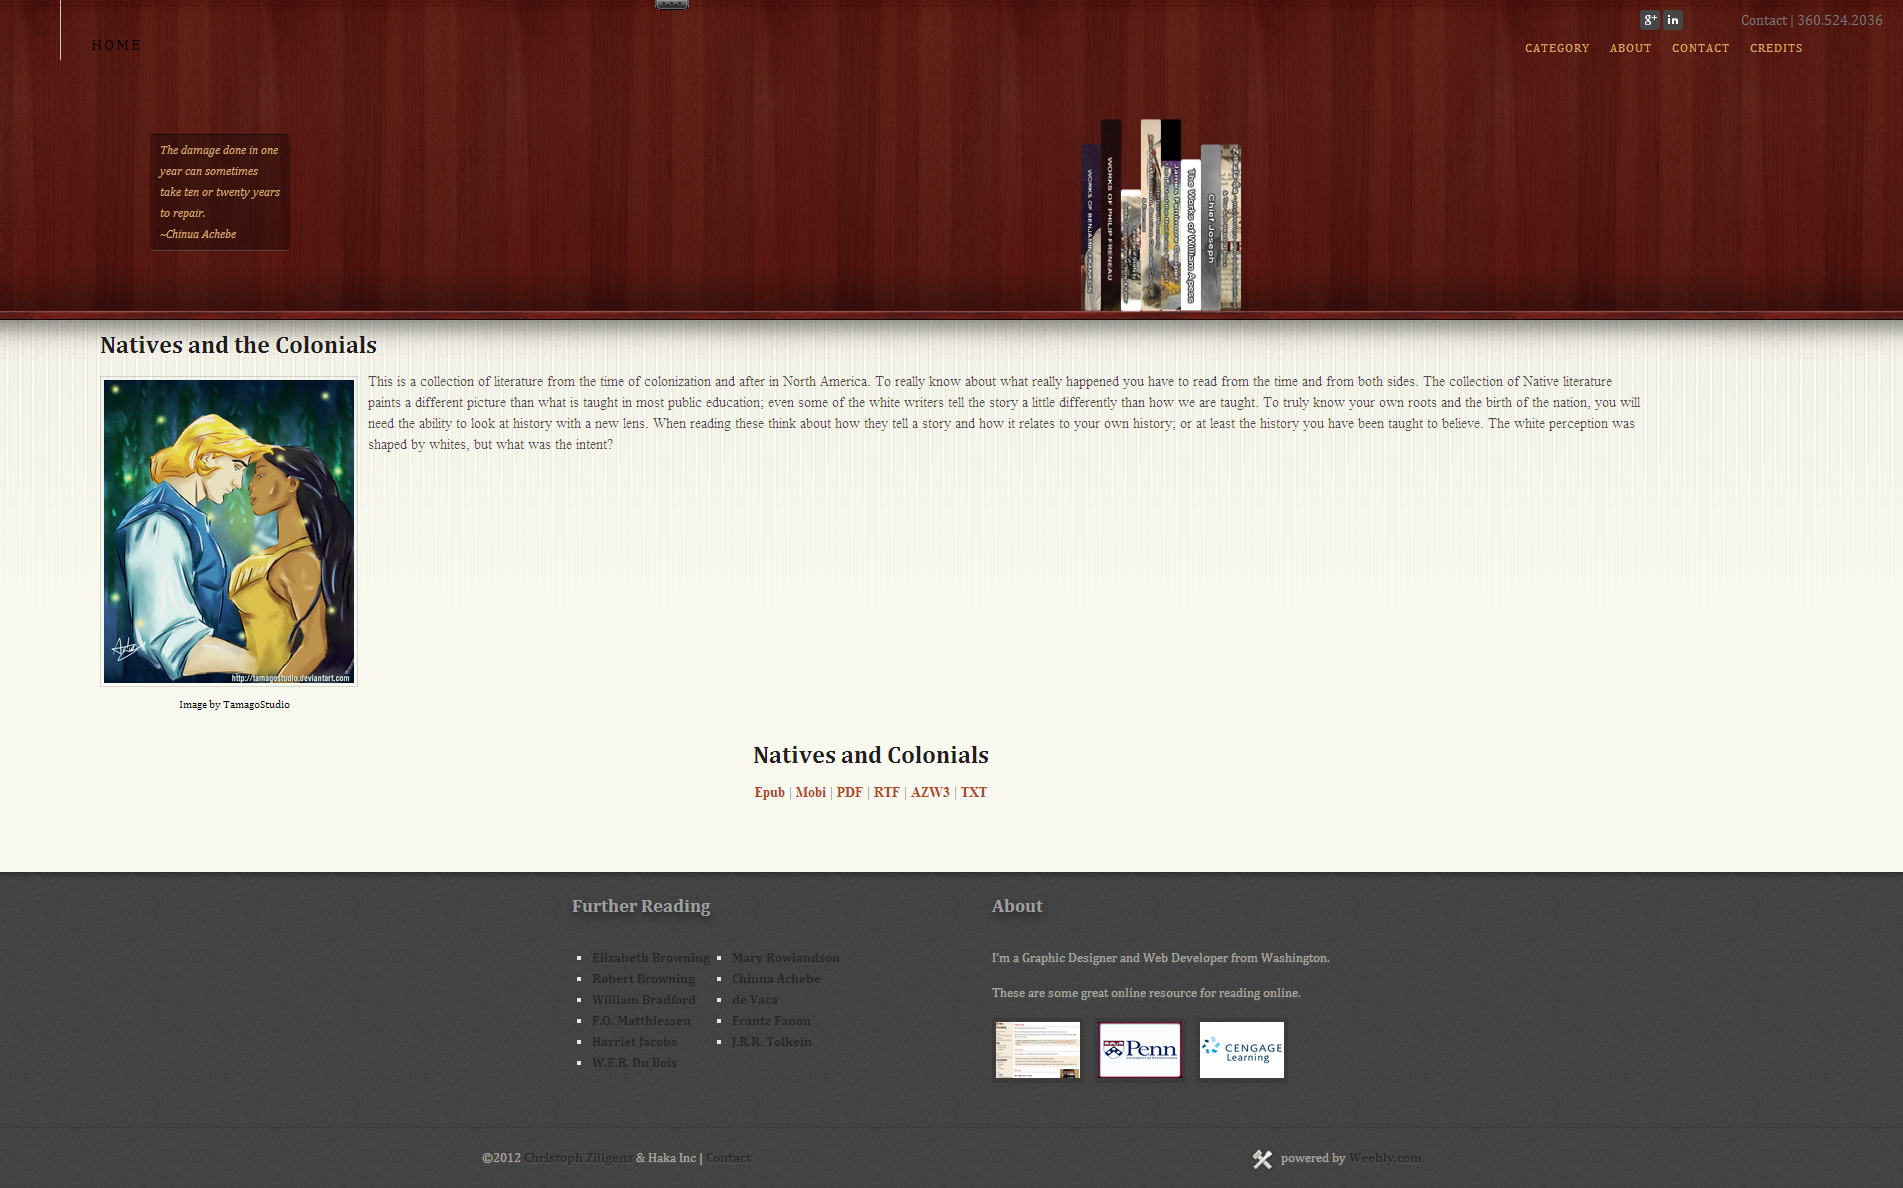 g+ in
Contact | 360.524.2036
HOME
CATEGORY ABOUT CONTACT CREDITS
The damage done in one
year can sometimes
take ten or twenty years
to repair.
~Chinua Achebe
WORKS OF BENJAMIN FRANKLIN
WORKS OF PHILIP FRENEAU
James Fenimore Cooper
The Works of William Apess
Chief Joseph
Natives and the Colonials
This is a collection of literature from the time of colonization and after in North America. To really know about what really happened you have to read from the time and from both sides. The collection of Native literature
paints a different picture than what is taught in most public education; even some of the white writers tell the story a little differently than how we are taught. To truly know your own roots and the birth of the nation, you will
need the ability to look at history with a new lens. When reading these think about how they tell a story and how it relates to your own history; or at least the history you have been taught to believe. The white perception was
shaped by whites, but what was the intent?
http://tamagostudio.deviantart.com
Image by TamagoStudio
Natives and Colonials
Epub | Mobi | PDF | RTF | AZW3 | TXT
Further Reading
Elizabeth Browning
Robert Browning
William Bradford
F.O. Matthiessen
Harriet Jacobs
W.E.B. Du Bois
Mary Rowlandson
Chinua Achebe
de Vaca
Frantz Fanon
J.R.R. Tolkein
About
I'm a Graphic Designer and Web Developer from Washington.
These are some great online resource for reading online.
Penn
CENGAGE
Learning
©2012 Christoph Zillgens & Haka Inc | Contact
powered by Weebly.com